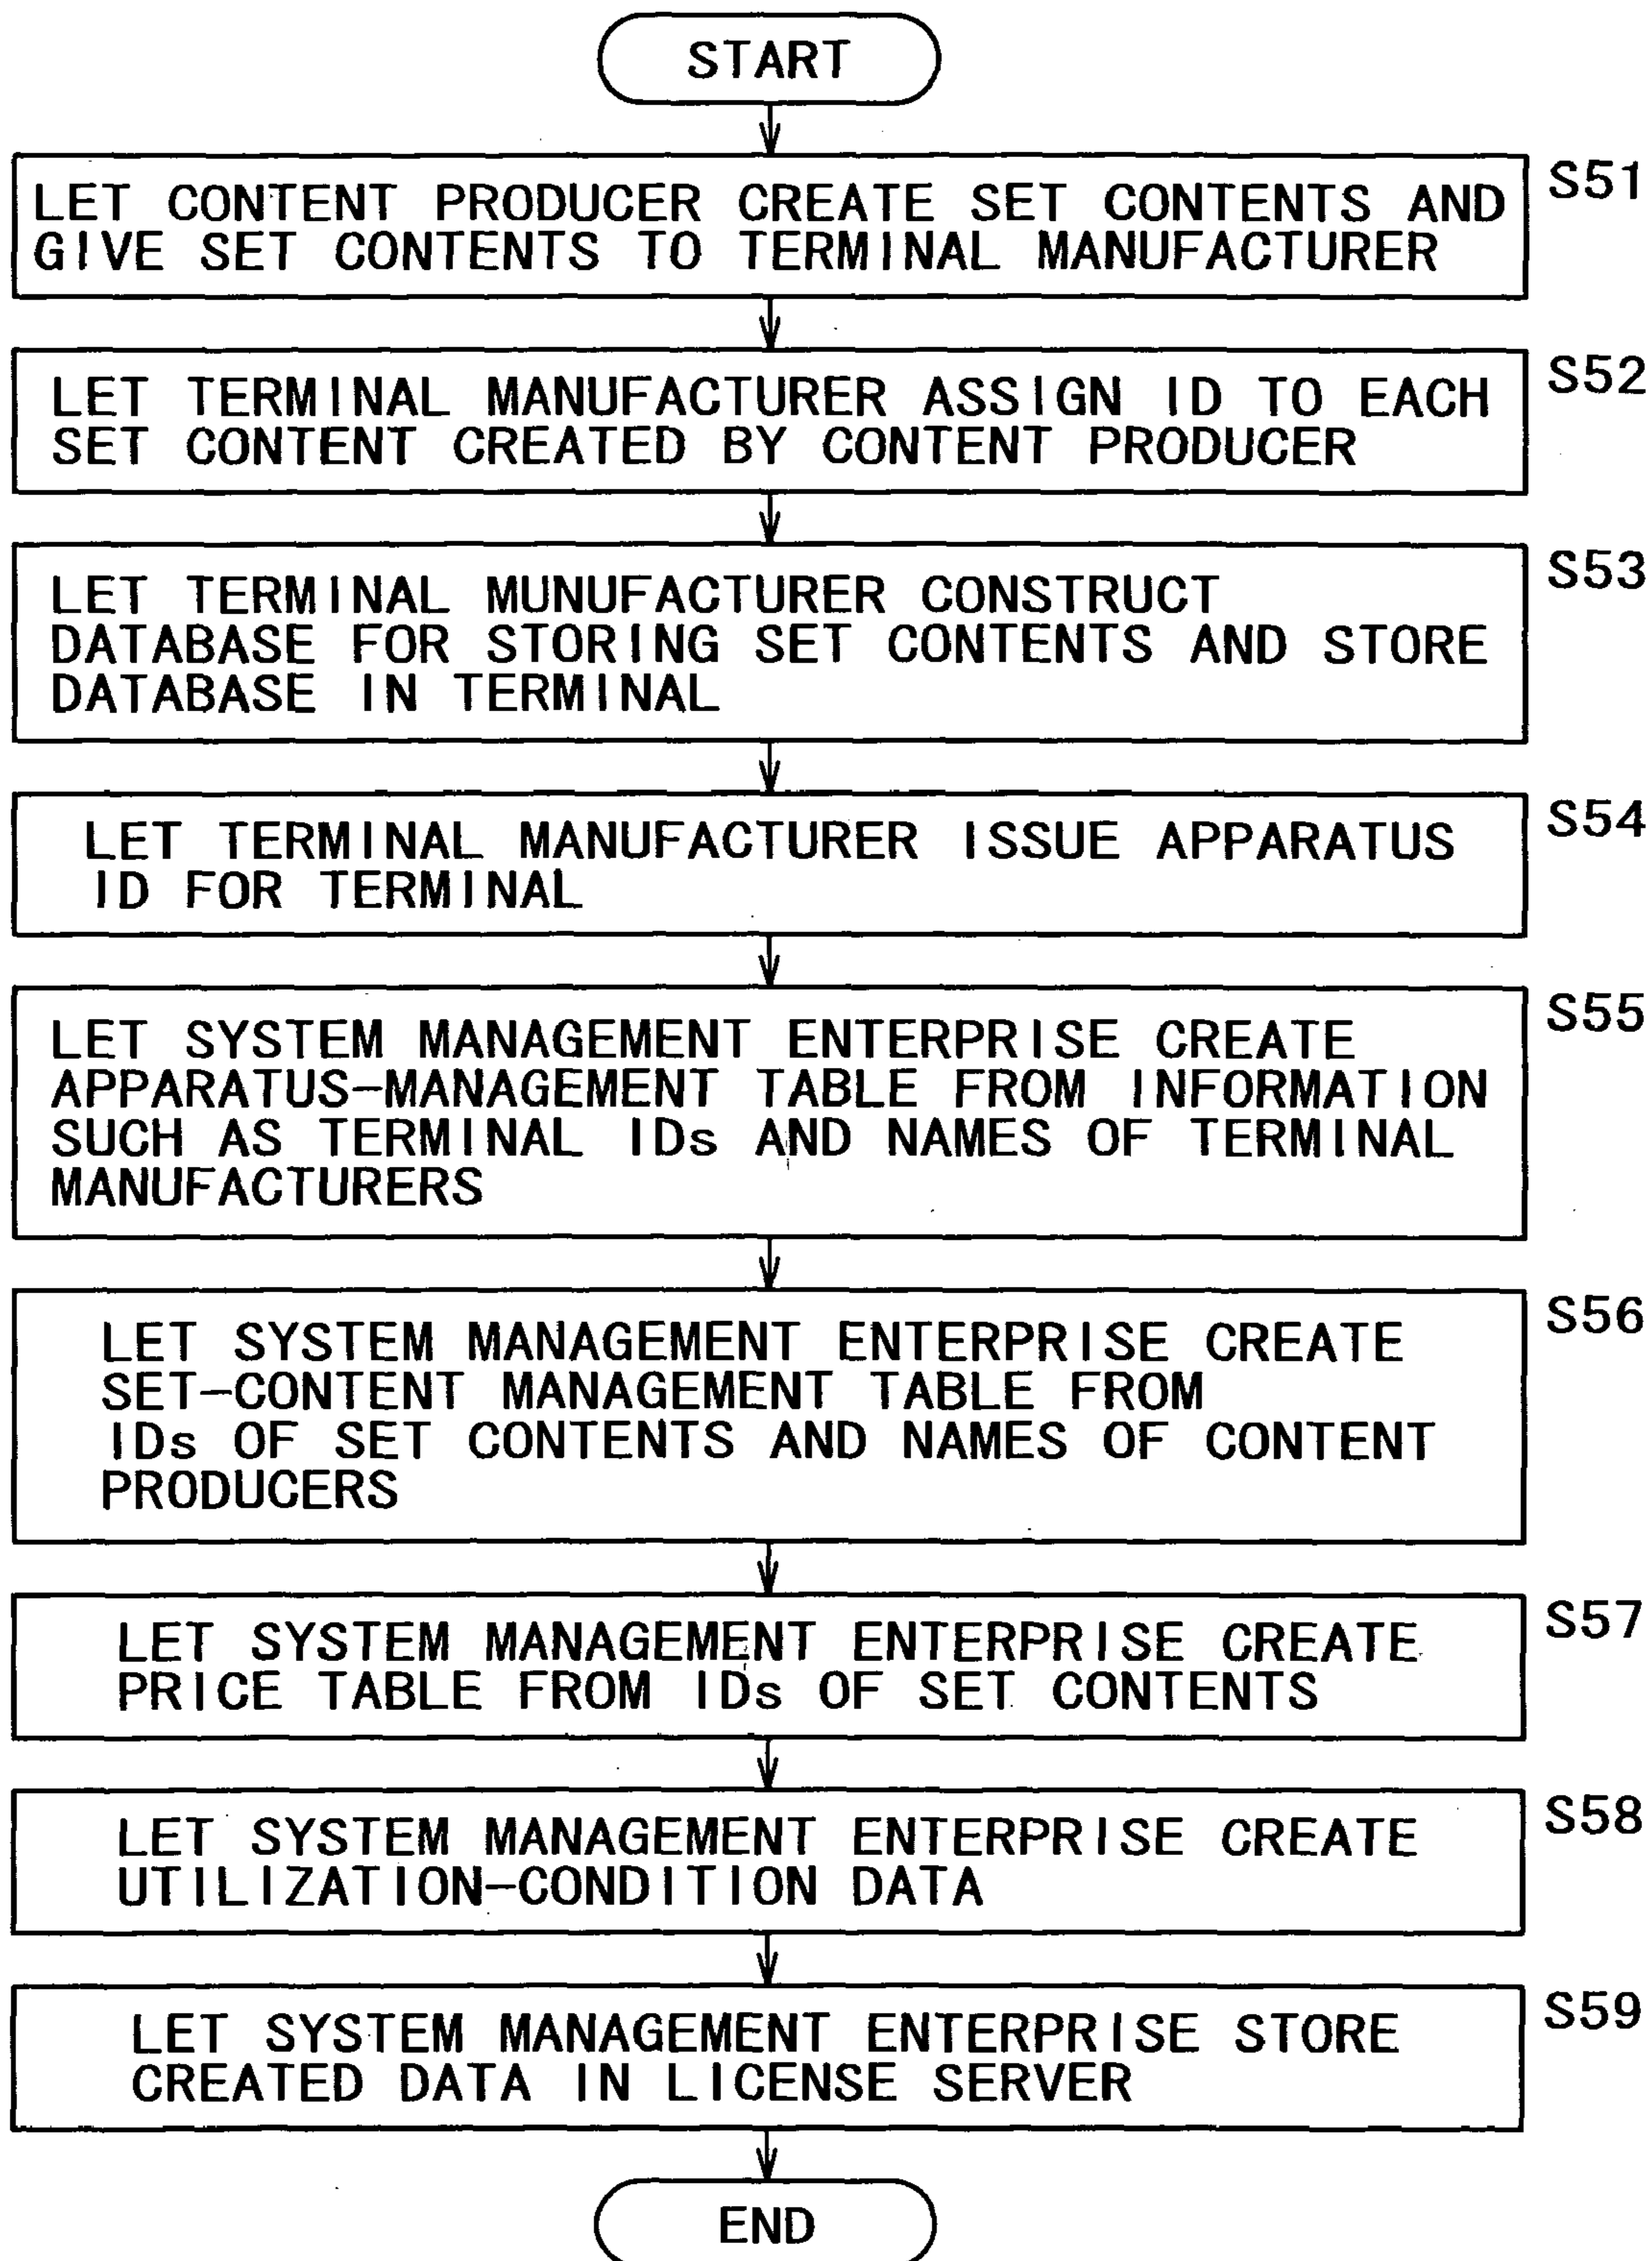 START
S51
LET CONTENT PRODUCER CREATE SET CONTENTS AND
GIVE SET CONTENTS TO TERMINAL MANUFACTURER
S52
LET TERMINAL MANUFACTURER ASSIGN ID TO EACH
SET CONTENT CREATED BY CONTENT PRODUCER
S53
LET TERMINAL MUNUFACTURER CONSTRUCT
DATABASE FOR STORING SET CONTENTS AND STORE
DATABASE IN TERMINAL
S54
LET TERMINAL MANUFACTURER ISSUE APPARATUS
ID FOR TERMINAL
S55
LET SYSTEM MANAGEMENT ENTERPRISE CREATE
APPARATUS-MANAGEMENT TABLE FROM INFORMATION
SUCH AS TERMINAL IDs AND NAMES OF TERMINAL
MANUFACTURERS
S56
LET SYSTEM MANAGEMENT ENTERPRISE CREATE
SET-CONTENT MANAGEMENT TABLE FROM
IDs OF SET CONTENTS AND NAMES OF CONTENT
PRODUCERS
S57
LET SYSTEM MANAGEMENT ENTERPRISE CREATE
PRICE TABLE FROM IDs OF SET CONTENTS
S58
LET SYSTEM MANAGEMENT ENTERPRISE CREATE
UTILIZATION-CONDITION DATA
S59
LET SYSTEM MANAGEMENT ENTERPRISE STORE
CREATED DATA IN LICENSE SERVER
END